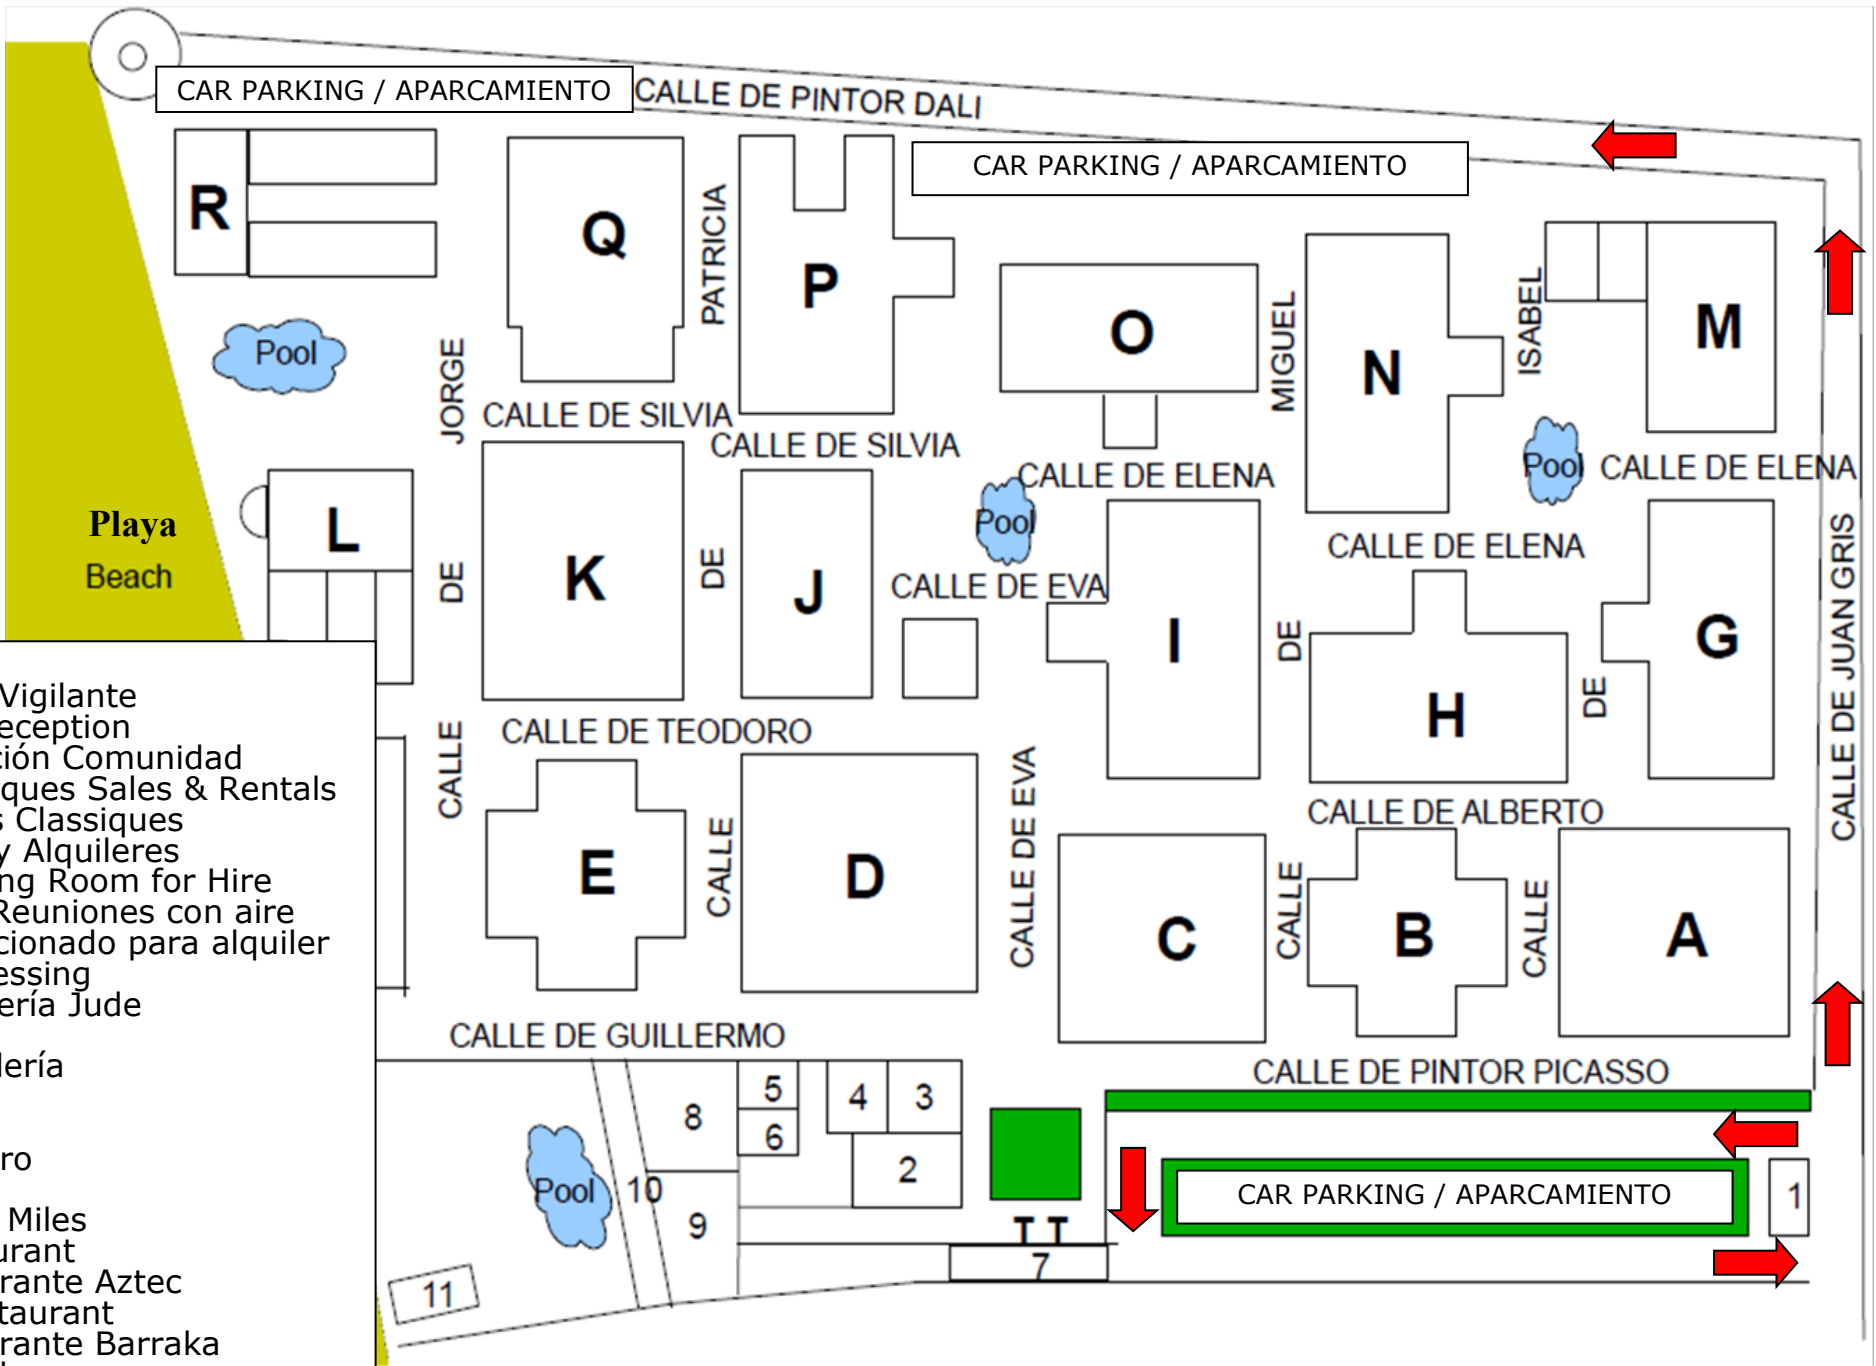 CAR PARKING / APARCAMIENTO
CALLE DE PINTOR DALI
CAR PARKING / APARCAMIENTO
R
Q
PATRICIA
P
O
MIGUEL
N
ISABEL
M
Pool
JORGE
CALLE DE SILVIA
CALLE DE SILVIA
CALLE DE ELENA
Pool
CALLE DE ELENA
Playa
Beach
L
DE
K
DE
J
Pool
CALLE DE EVA
I
CALLE DE ELENA
DE
H
DE
G
CALLE DE JUAN GRIS
CALLE
CALLE DE TEODORO
E
CALLE
D
CALLE DE EVA
CALLE DE ALBERTO
C
CALLE
B
CALLE
A
CALLE DE GUILLERMO
CALLE DE PINTOR PICASSO
5
4
3
8
6
2
Pool
10
9
T T
7
11
CAR PARKING / APARCAMIENTO
1
Vigilante
eception
ción Comunidad
ques Sales & Rentals
s Classiques
y Alquileres
ng Room for Hire
Reuniones con aire
cionado para alquiler
essing
ería Jude
lería
ro
Miles
urant
rante Aztec
taurant
rante Barraka